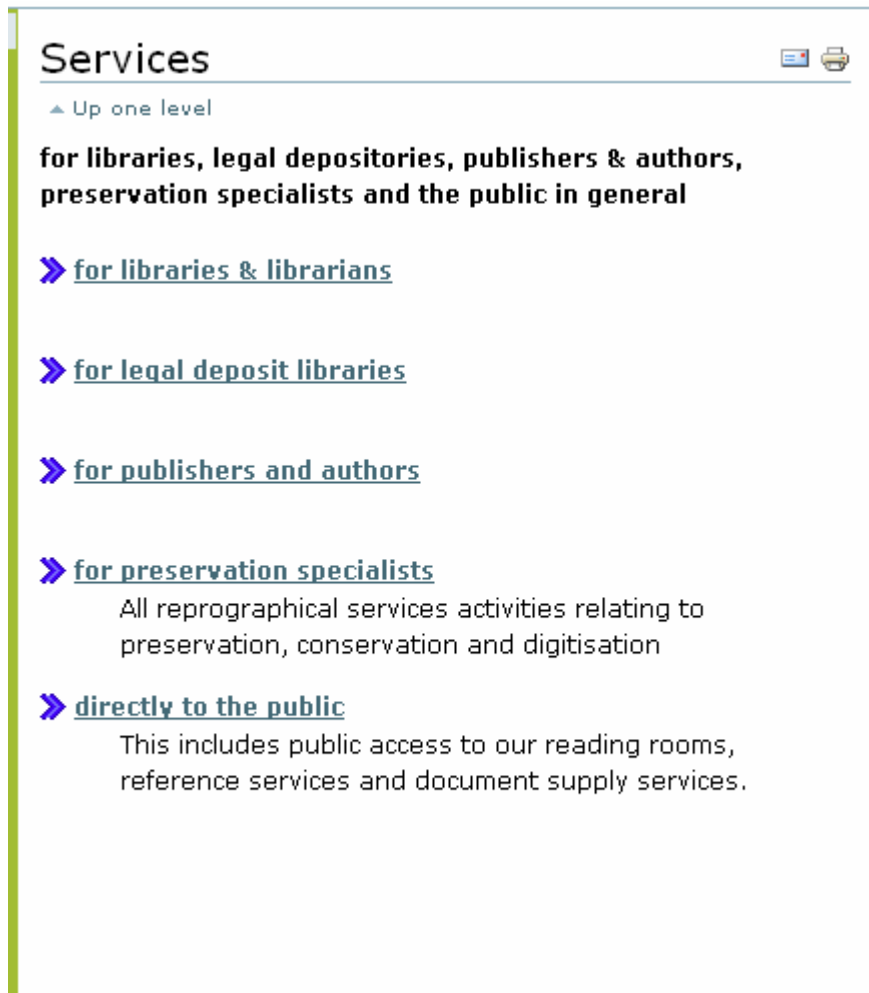 Services
Up one level
for libraries, legal depositories, publishers & authors,
preservation specialists and the public in general
for libraries & librarians
for legal deposit libraries
for publishers and authors
for preservation specialists
All reprographical services activities relating to
preservation, conservation and digitisation
directly to the public
This includes public access to our reading rooms,
reference services and document supply services.